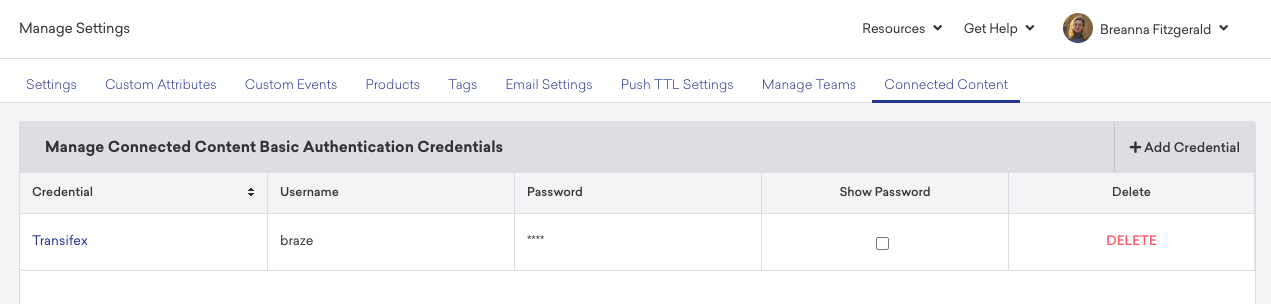 Manage Settings
Resources
Get Help
Breanna Fitzgerald
Settings
Custom Attributes
Custom Events
Products
Tags
Email Settings
Push TTL Settings
Manage Teams
Connected Content
Manage Connected Content Basic Authentication Credentials
+ Add Credential
Credential
Username
Password
Show Password
Delete
Transifex
braze
****
DELETE